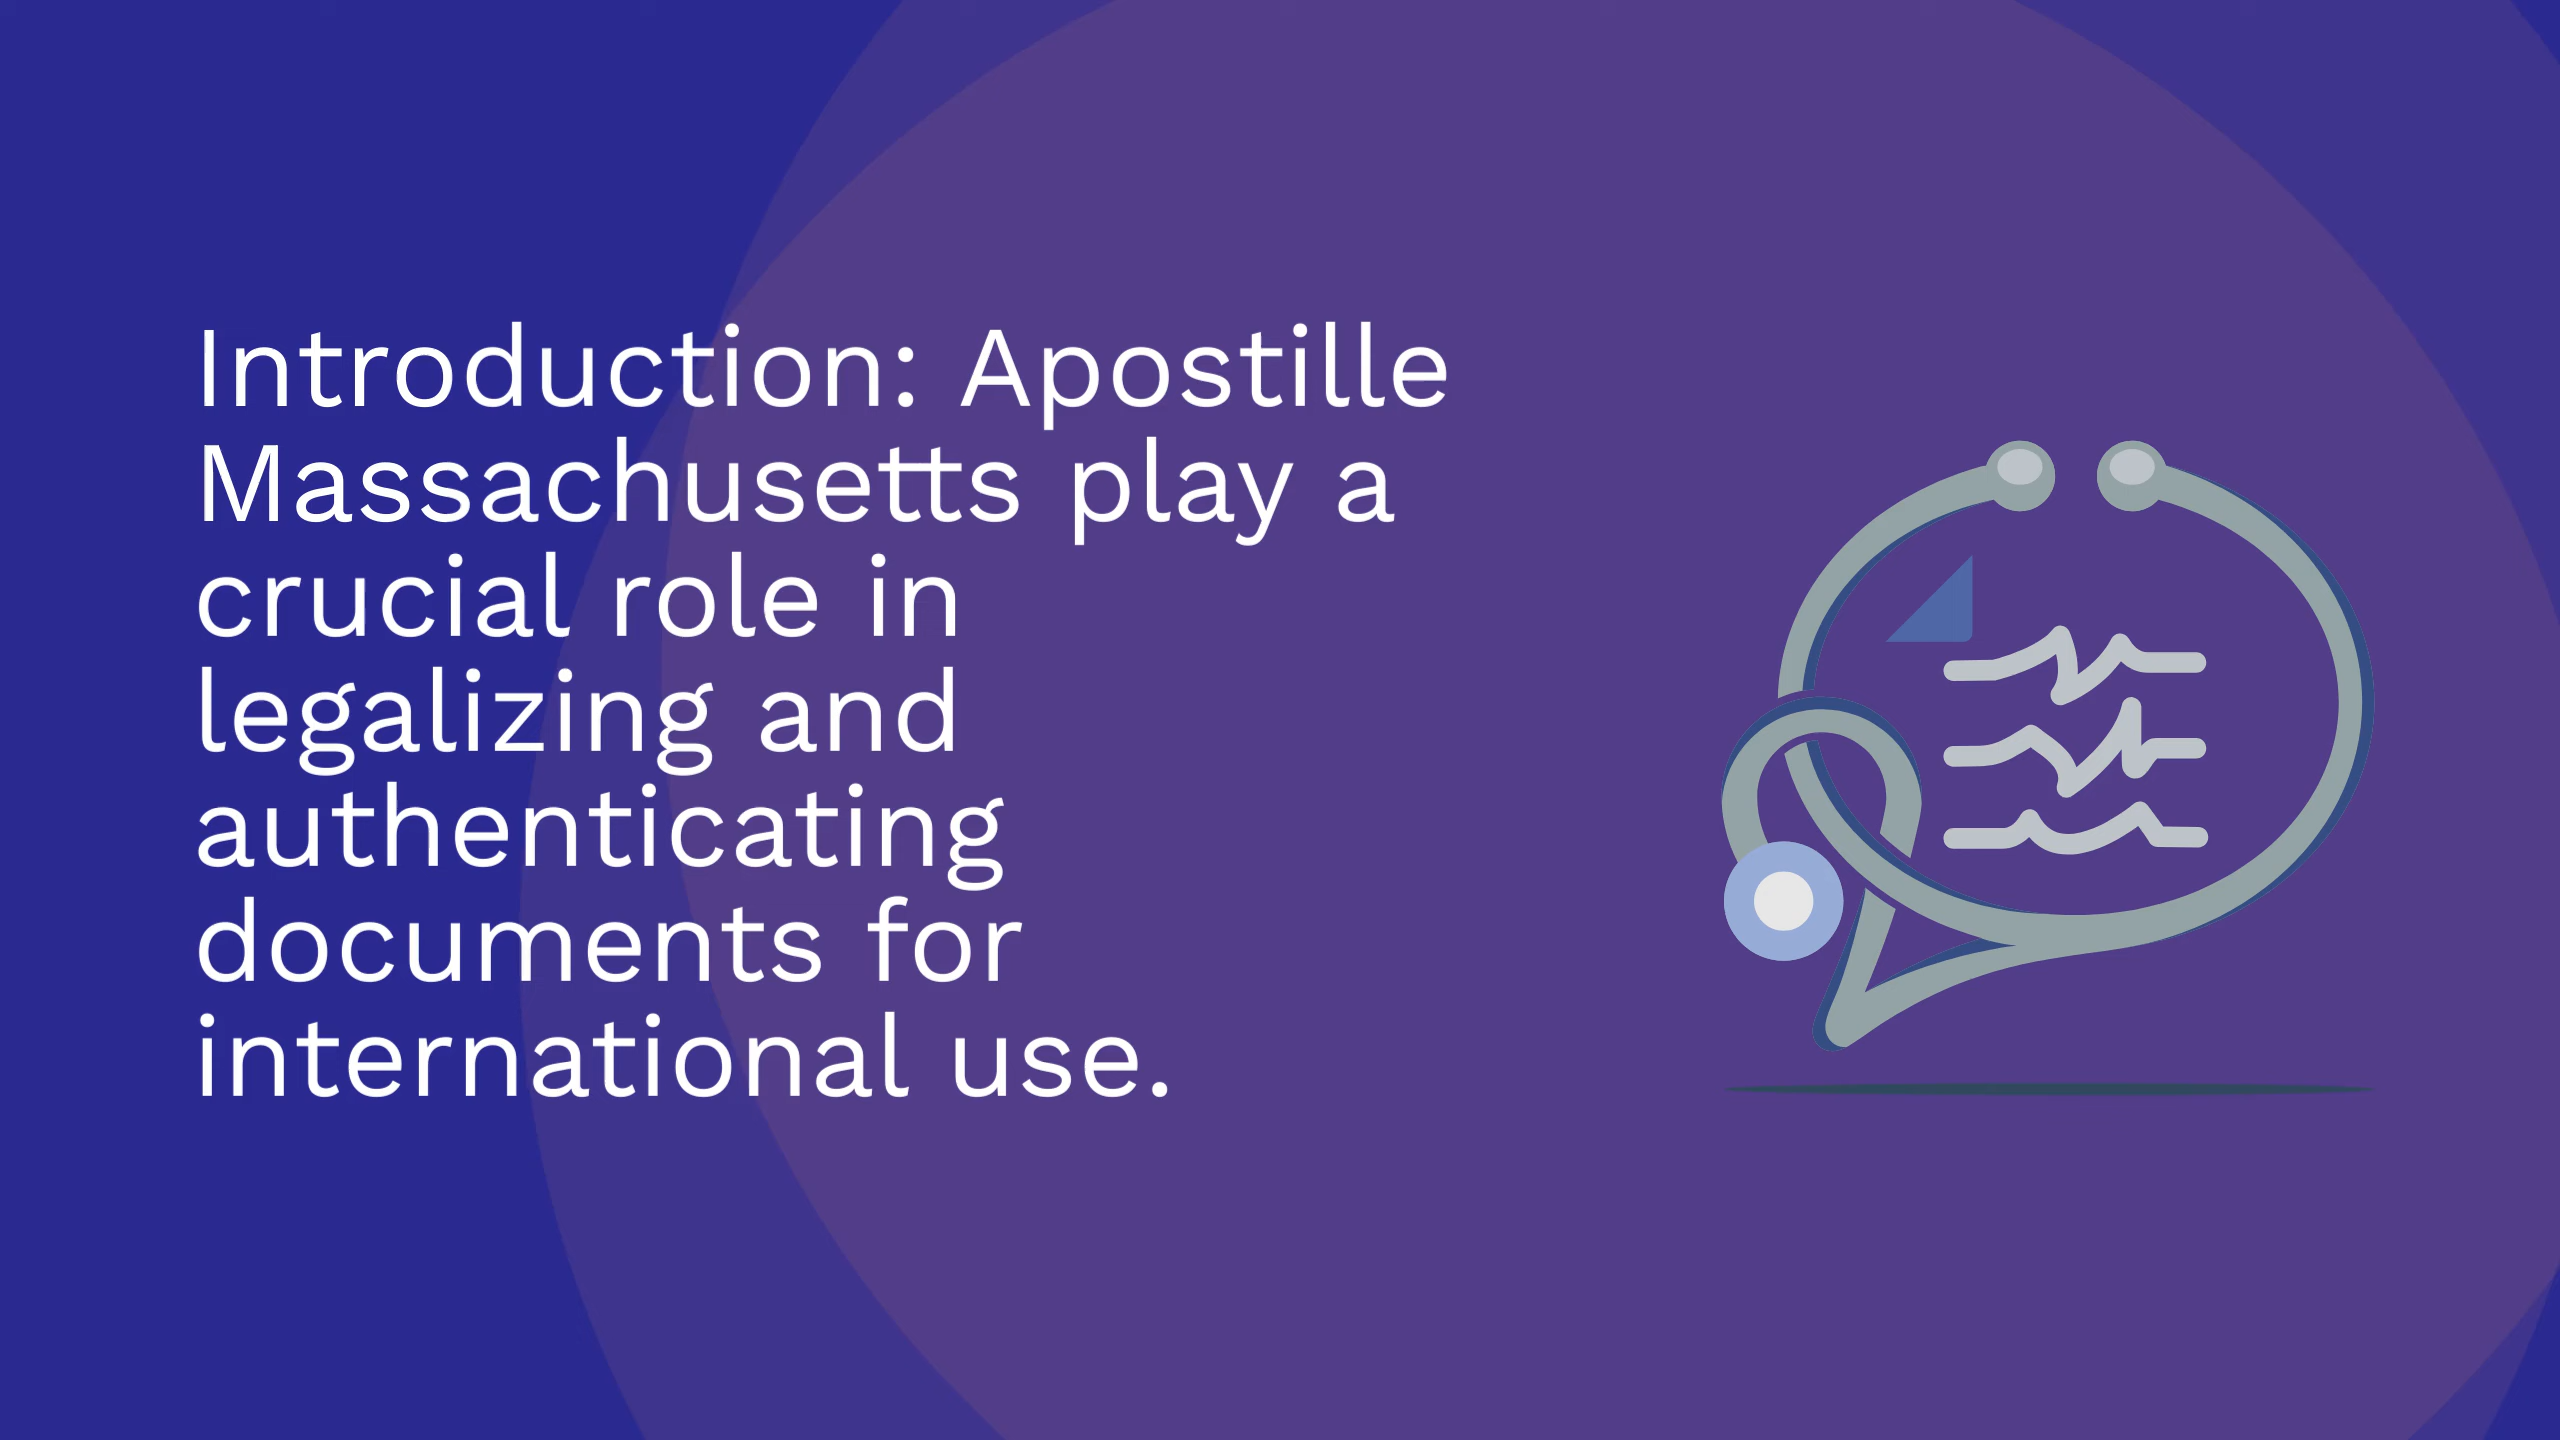 Introduction: Apostille
Massachusetts play a
crucial role in
legalizing and
authenticating
documents for
international use.